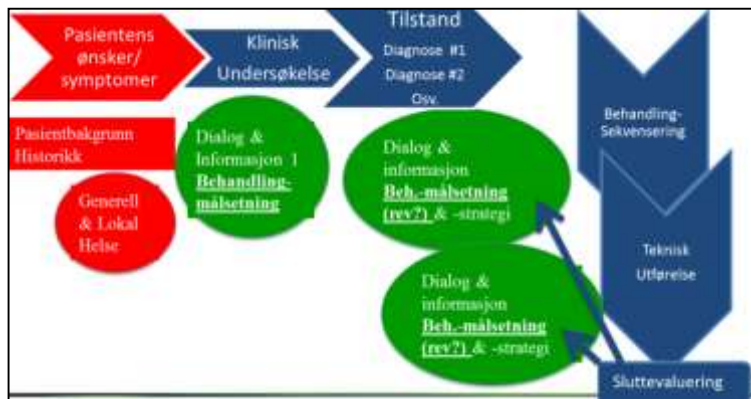 Pasientens
ønsker/
symptomer
Klinisk
Undersøkelse
Tilstand
Diagnose #1
Diagnose #2
Osv.
Behandling-
Sekvensering
Pasientbakgrunn
Historikk
Generell
& Lokal
Helse
Dialog &
Informasjon 1
Behandling-
målsetning
Dialog &
informasjon
Beh.-målsetning
(rev?) & -strategi
Dialog &
informasjon
Beh.-målsetning
(rev?) & -strategi
Teknisk
Utførelse
Sluttevaluering